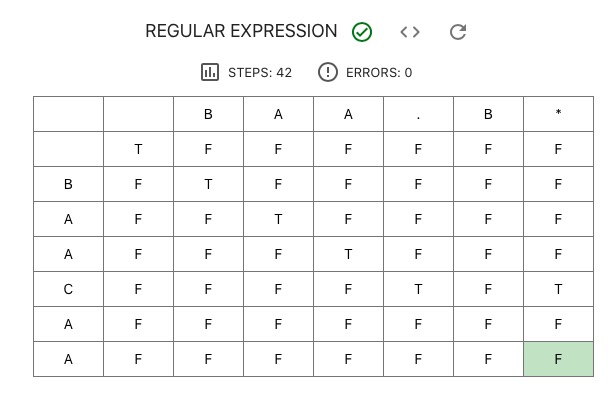 REGULAR EXPRESSION
STEPS: 42 ERRORS: 0
B A A . B *
T F F F F F F
B F T F F F F F
A F F T F F F F
A F F F T F F F
C F F F F T F T
A F F F F F F F
A F F F F F F F